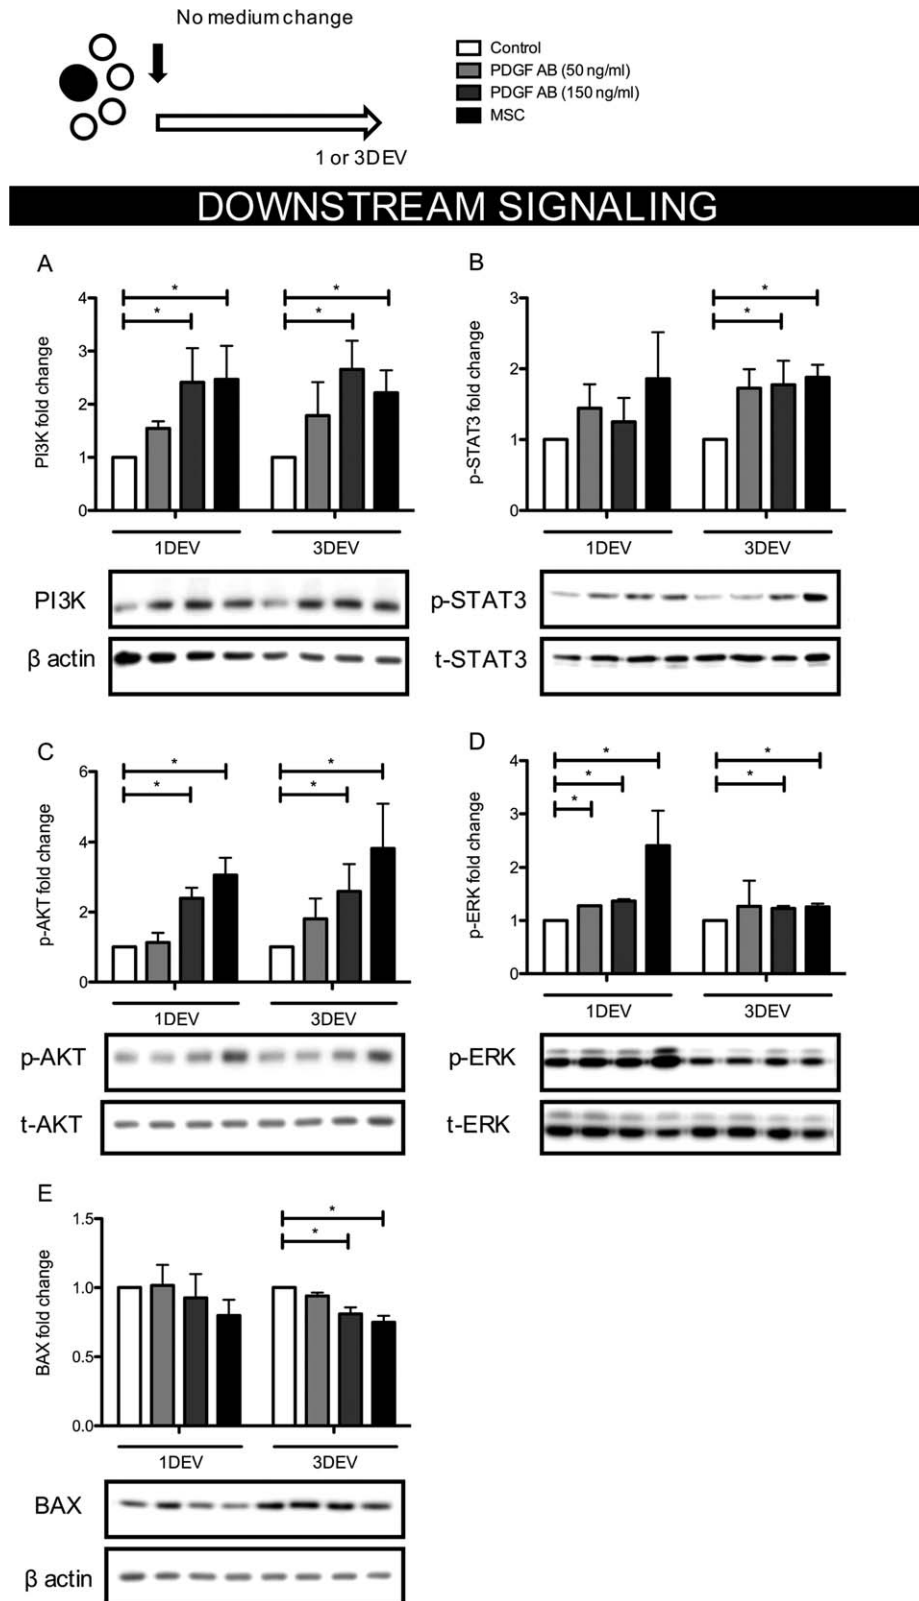 No medium change
1 or 3DEV
Control
PDGF AB (50 ng/ml)
PDGF AB (150 ng/ml)
MSC
DOWNSTREAM SIGNALING
A
PI3K fold change
4
3
2
1
0
* * * *
1DEV 3DEV
PI3K
β actin
B
p-STAT3 fold change
3
2
1
0
* *
1DEV 3DEV
p-STAT3
t-STAT3
C
p-AKT fold change
6
4
2
0
* * * *
1DEV 3DEV
p-AKT
t-AKT
D
p-ERK fold change
4
3
2
1
0
* * * * *
1DEV 3DEV
p-ERK
t-ERK
E
BAX fold change
1.5
1.0
0.5
0.0
* *
1DEV 3DEV
BAX
β actin